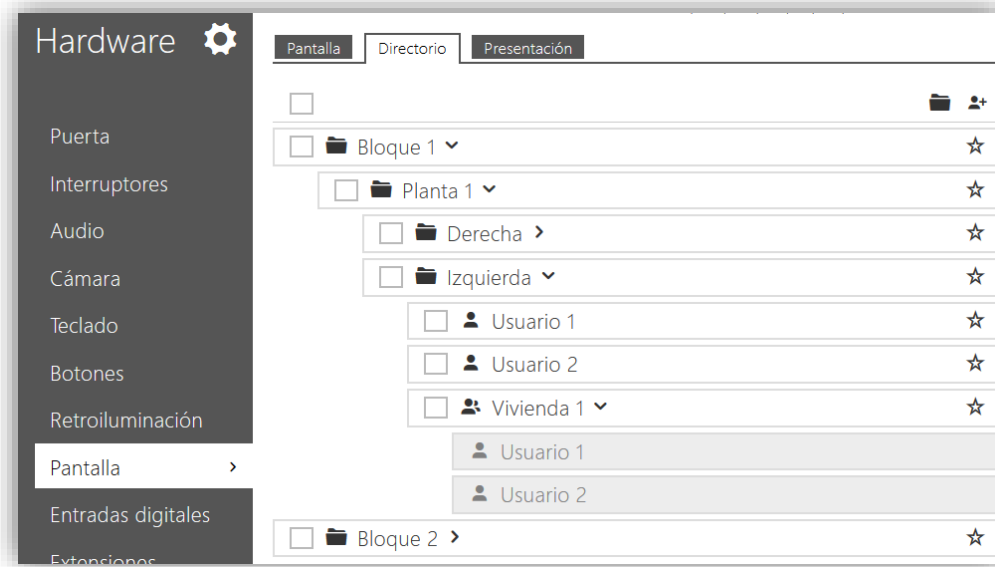 Hardware
Pantalla Directorio Presentación
Puerta
Interruptores
Audio
Cámara
Teclado
Botones
Retroiluminación
Pantalla
Entradas digitales
Extensiones
Bloque 1
Planta 1
Derecha
Izquierda
Usuario 1
Usuario 2
Vivienda 1
Usuario 1
Usuario 2
Bloque 2